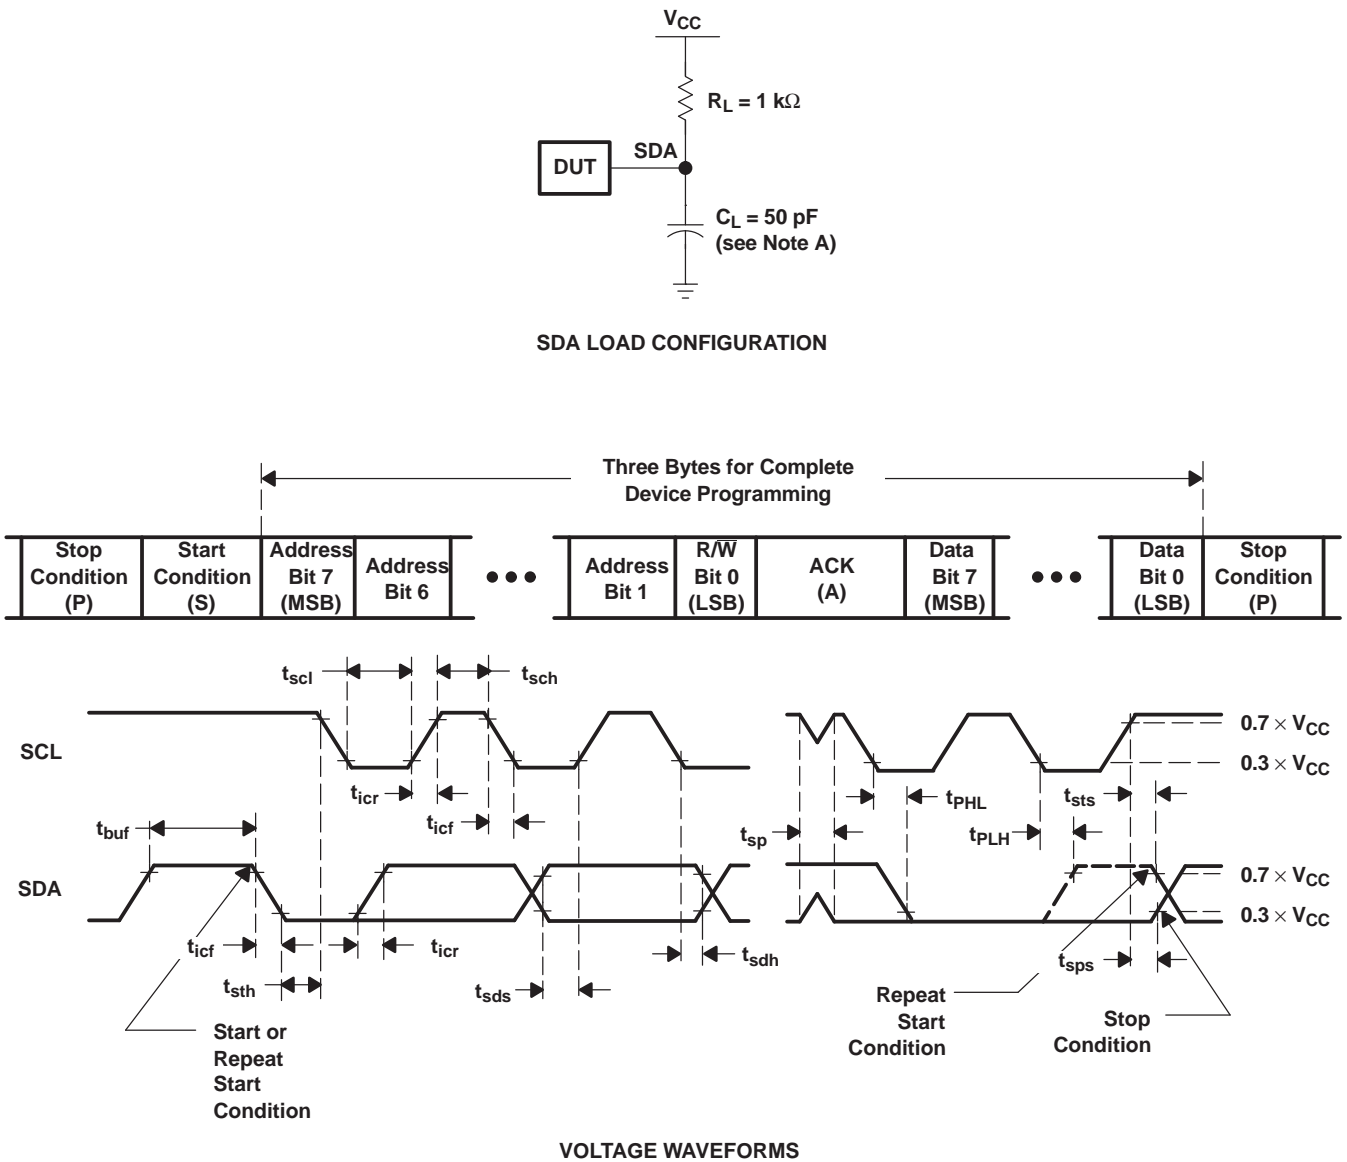 VCC
RL = 1 kΩ
DUT
SDA
CL = 50 pF
(see Note A)
SDA LOAD CONFIGURATION
Three Bytes for Complete
Device Programming
Stop
Condition
(P)
Start
Condition
(S)
Address
Bit 7
(MSB)
Address
Bit 6
Address
Bit 1
R/W̅
Bit 0
(LSB)
ACK
(A)
Data
Bit 7
(MSB)
Data
Bit 0
(LSB)
Stop
Condition
(P)
tscl
tsch
SCL
0.7 × VCC
0.3 × VCC
ticr
ticf
tPHL
tsts
tbuf
tsp
tPLH
SDA
0.7 × VCC
0.3 × VCC
ticf
ticr
tsdh
tsps
tsth
tsds
Start or
Repeat
Start
Condition
Repeat
Start
Condition
Stop
Condition
VOLTAGE WAVEFORMS